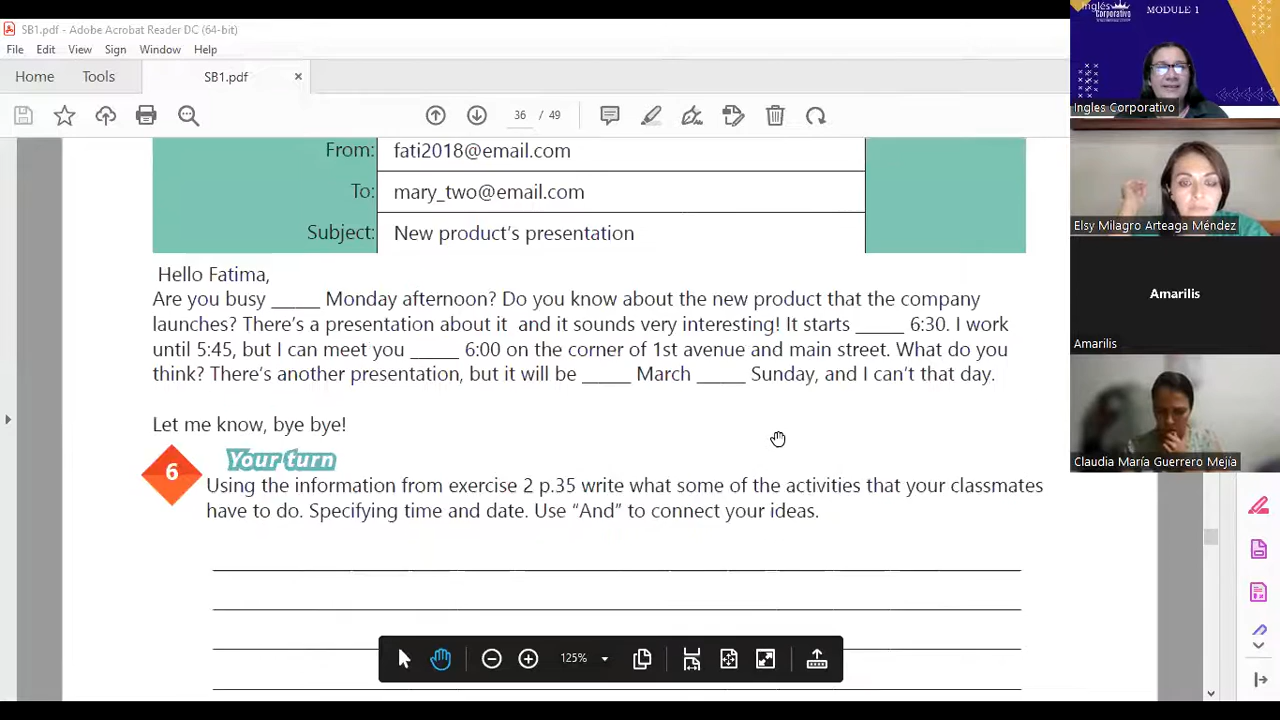 SB1.pdf - Adobe Acrobat Reader DC (64-bit)
File Edit View Sign Window Help
Home Tools SB1.pdf ×
36 / 49
From: fati2018@email.com
To: mary_two@email.com
Subject: New product's presentation
Hello Fatima,
Are you busy _____ Monday afternoon? Do you know about the new product that the company
launches? There's a presentation about it and it sounds very interesting! It starts _____ 6:30. I work
until 5:45, but I can meet you _____ 6:00 on the corner of 1st avenue and main street. What do you
think? There's another presentation, but it will be _____ March _____ Sunday, and I can't that day.
Let me know, bye bye!
6 Your turn
Using the information from exercise 2 p.35 write what some of the activities that your classmates
have to do. Specifying time and date. Use “And” to connect your ideas.
125%
Inglés
Corporativo
MODULE 1
Ingles Corporativo
Elsy Milagro Arteaga Méndez
Amarilis
Amarilis
Claudia María Guerrero Mejía